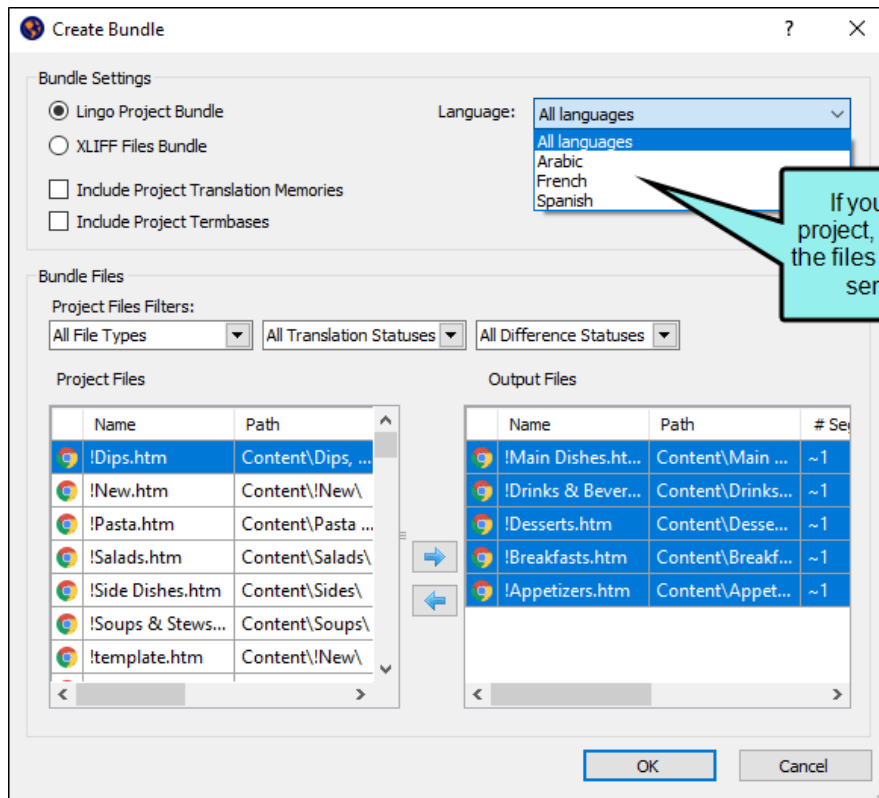 Create Bundle
?
Bundle Settings
Lingo Project Bundle
Language:
All languages
XLIFF Files Bundle
All languages
Arabic
French
Spanish
Include Project Translation Memories
Include Project Termbases
If you
project,
the files
Bundle Files
Project Files Filters:
All File Types
All Translation Statuses
All Difference Statuses
Project Files
Output Files
Name Path
!Dips.htm Content\Dips, ...
!New.htm Content\!New\
!Pasta.htm Content\Pasta ...
!Salads.htm Content\Salads\
!Side Dishes.htm Content\Sides\
!Soups & Stews... Content\Soups\
!template.htm Content\!New\
Name Path #
!Main Dishes.ht... Content\Main ... ~1
!Drinks & Bever... Content\Drinks... ~1
!Desserts.htm Content\Desse... ~1
!Breakfasts.htm Content\Breakf... ~1
!Appetizers.htm Content\Appet... ~1
OK
Cancel